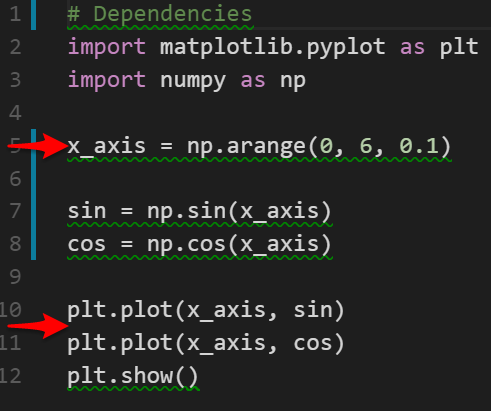 1 # Dependencies
2 import matplotlib.pyplot as plt
3 import numpy as np
4
5 x_axis = np.arange(0, 6, 0.1)
6
7 sin = np.sin(x_axis)
8 cos = np.cos(x_axis)
9
10 plt.plot(x_axis, sin)
11 plt.plot(x_axis, cos)
12 plt.show()